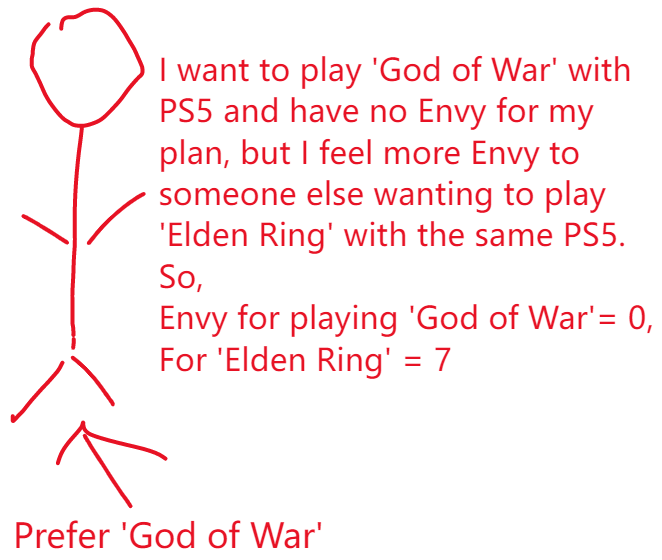 I want to play 'God of War' with
PS5 and have no Envy for my
plan, but I feel more Envy to
someone else wanting to play
'Elden Ring' with the same PS5.
So,
Envy for playing 'God of War'= 0,
For 'Elden Ring' = 7
Prefer 'God of War'